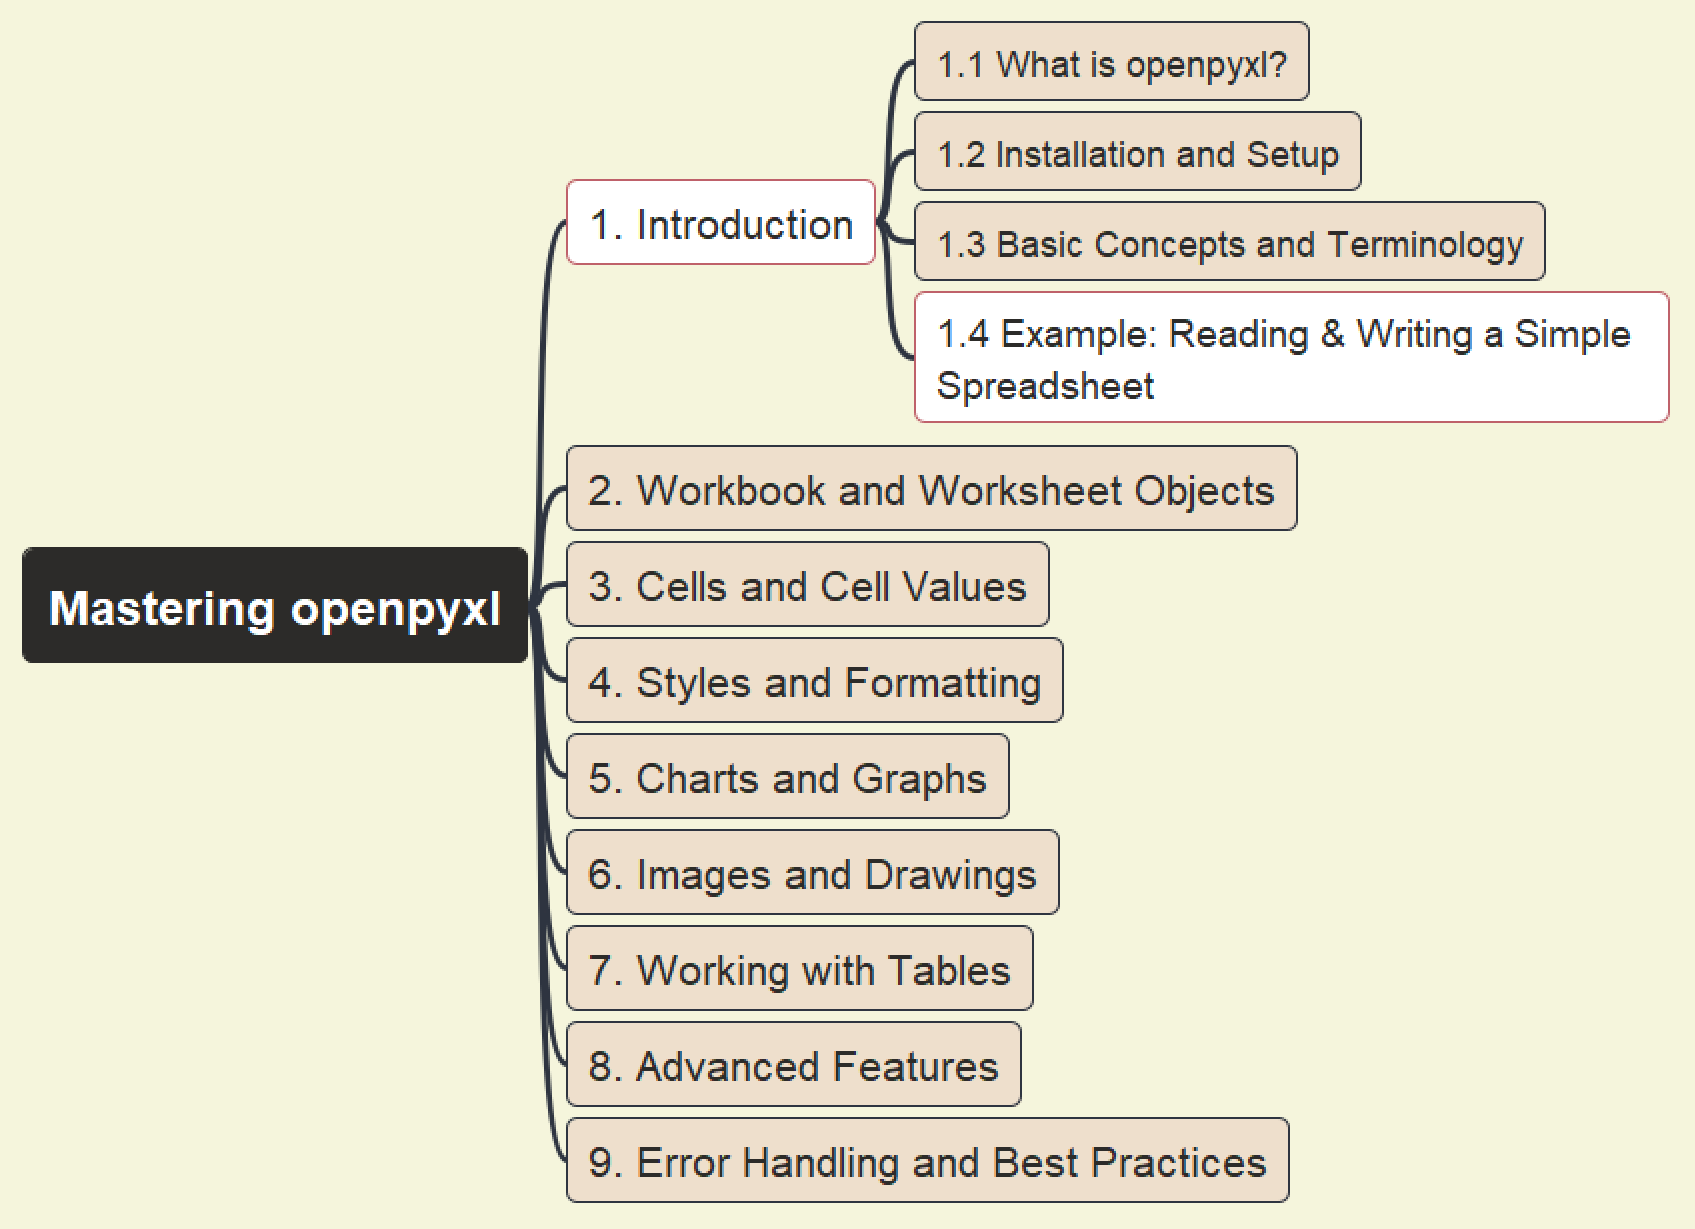 1.1 What is openpyxl?
1.2 Installation and Setup
1. Introduction
1.3 Basic Concepts and Terminology
1.4 Example: Reading & Writing a Simple
Spreadsheet
2. Workbook and Worksheet Objects
3. Cells and Cell Values
Mastering openpyxl
4. Styles and Formatting
5. Charts and Graphs
6. Images and Drawings
7. Working with Tables
8. Advanced Features
9. Error Handling and Best Practices